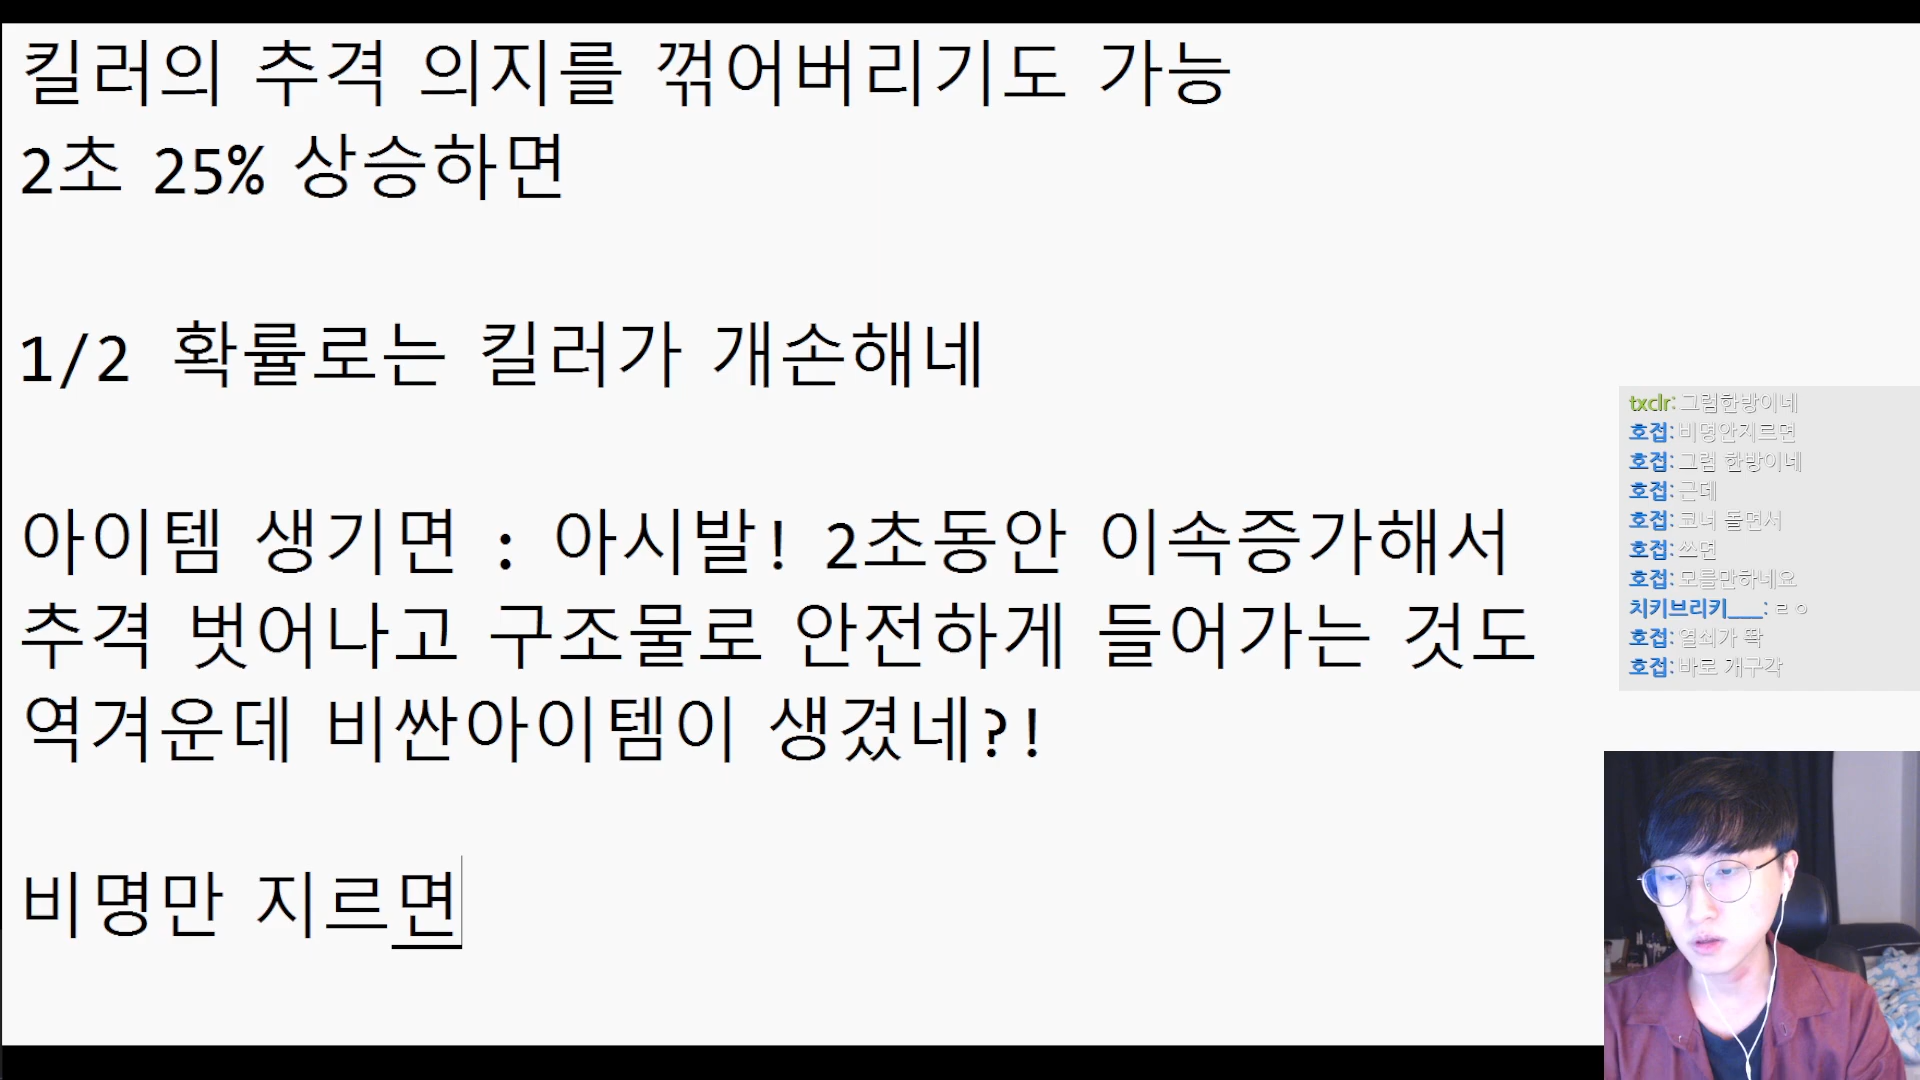 킬러의 추격 의지를 꺾어버리기도 가능
2초 25% 상승하면
1/2 확률로는 킬러가 개손해네
아이템 생기면 : 아시발! 2초동안 이속증가해서
추격 벗어나고 구조물로 안전하게 들어가는 것도
역겨운데 비싼아이템이 생겼네?!
비명만 지르면
txclr: 그럼한방이네
호접: 비명안지르면
호접: 그럼 한방이네
호접: 근데
호접: 코너 돌면서
호접: 쓰면
호접: 모를만하네요
치키브리키___: ㄹㅇ
호접: 열쇠가 딱
호접: 바로 개구각